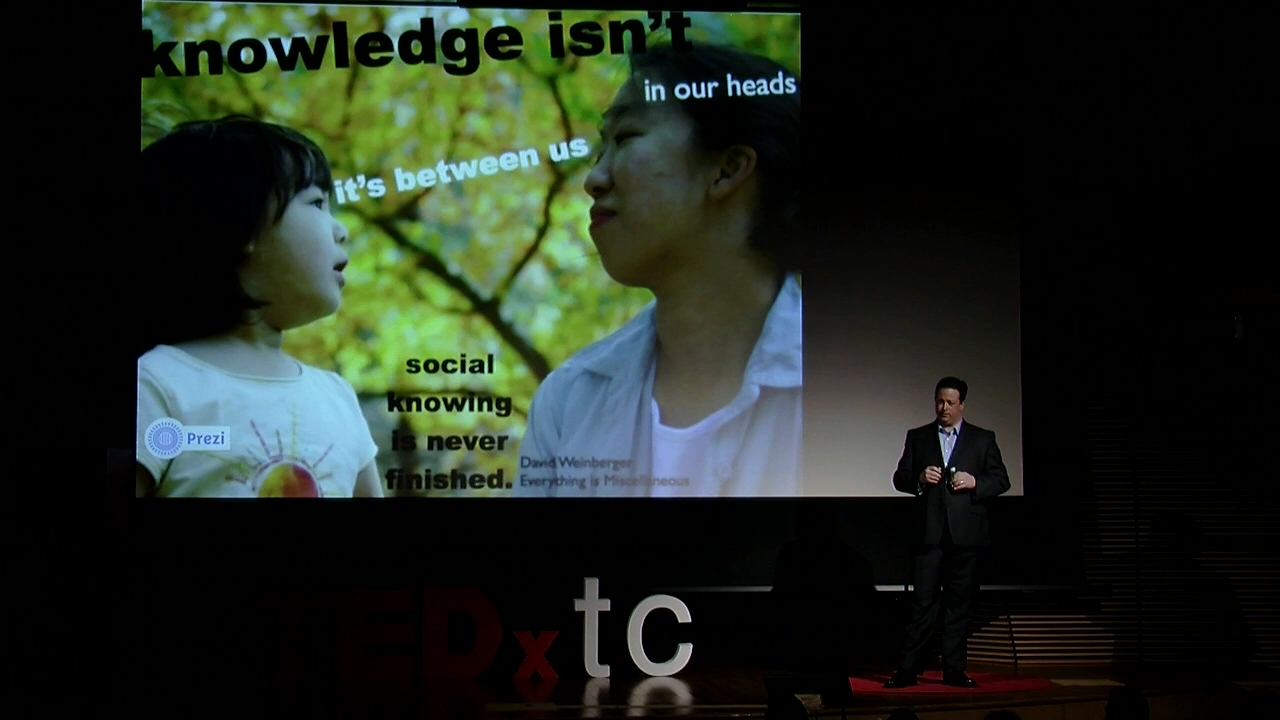 knowledge isn't
in our heads
it's between us
social
knowing
is never
finished.
David Weinberger
Everything is Miscellaneous
Prezi
TEDxtc